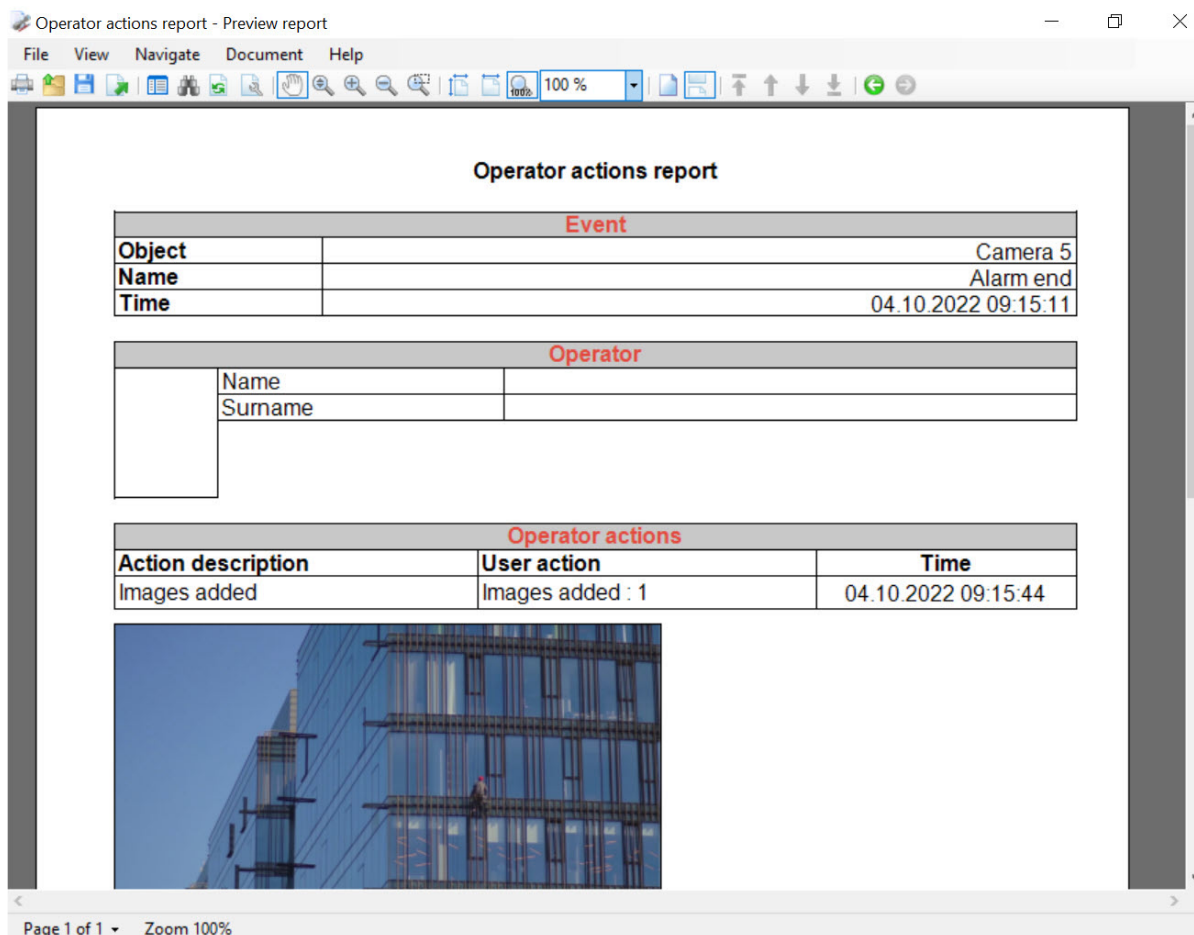 Operator actions report - Preview report
File View Navigate Document Help
100% 100 %
Operator actions report
Event
Object Camera 5
Name Alarm end
Time 04.10.2022 09:15:11
Operator
Name
Surname
Operator actions
Action description User action Time
Images added Images added : 1 04.10.2022 09:15:44
Page 1 of 1 Zoom 100%